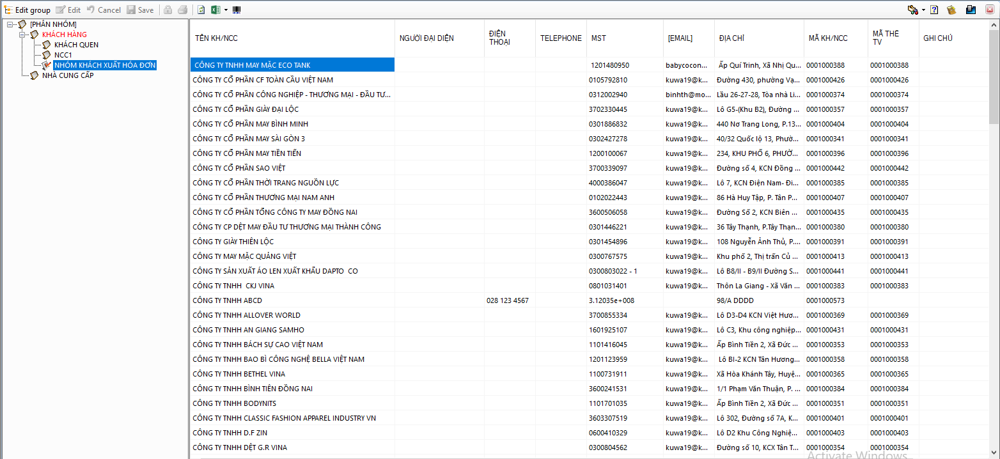 Edit group Edit Cancel Save
[PHÂN NHÓM]
KHÁCH HÀNG
KHÁCH QUEN
NCC1
NHÓM KHÁCH XUẤT HÓA ĐƠN
NHÀ CUNG CẤP
TÊN KH/NCC NGƯỜI ĐẠI DIỆN ĐIỆN THOẠI TELEPHONE MST [EMAIL] ĐỊA CHỈ MÃ KH/NCC MÃ THẺ TV GHI CHÚ
CÔNG TY TNHH MAY MẶC ECO TANK 1201480950 babycocon... Ấp Quí Trinh, Xã Nhị Qu... 0001000388 0001000388
CÔNG TY CỔ PHẦN CF TOÀN CẦU VIỆT NAM 0105792810 kuwa19@k... Đường 430, phường Vạ... 0001000426 0001000426
CÔNG TY CỔ PHẦN CÔNG NGHIỆP - THƯƠNG MẠI - ĐẦU TƯ... 0312002940 binhth@mo... Lầu 26-27-28, Tòa nhà Li... 0001000374 0001000374
CÔNG TY CỔ PHẦN GIÀY ĐẠI LỘC 3702330445 kuwa19@k... Lô G5-(Khu B2), Đường ... 0001000357 0001000357
CÔNG TY CỔ PHẦN MAY BÌNH MINH 0301886832 kuwa19@k... 440 Nơ Trang Long, P.13... 0001000404 0001000404
CÔNG TY CỔ PHẦN MAY SÀI GÒN 3 0302427278 kuwa19@k... 40/32 Quốc lộ 13, Phườ... 0001000341 0001000341
CÔNG TY CỔ PHẦN MAY TIỀN TIẾN 1200100067 kuwa19@k... 234, KHU PHỐ 6, PHƯỜ... 0001000396 0001000396
CÔNG TY CỔ PHẦN SAO VIỆT 3700339097 kuwa19@k... Đường số 4, KCN Đồng ... 0001000442 0001000442
CÔNG TY CỔ PHẦN THỜI TRANG NGUỒN LỰC 4000386047 kuwa19@k... Lô 7, KCN Điện Nam- Đi... 0001000385 0001000385
CÔNG TY CỔ PHẦN THƯƠNG MẠI NAM ANH 0102022443 kuwa19@k... 86 Hà Huy Tập, P. Tân P... 0001000407 0001000407
CÔNG TY CỔ PHẦN TỔNG CÔNG TY MAY ĐỒNG NAI 3600506058 kuwa19@k... Đường Số 2, KCN Biên ... 0001000435 0001000435
CÔNG TY CP DỆT MAY ĐẦU TƯ THƯƠNG MẠI THÀNH CÔNG 0301446221 kuwa19@k... 36 Tây Thạnh, P.Tây Thạn... 0001000380 0001000380
CÔNG TY GIÀY THIÊN LỘC 0301454896 kuwa19@k... 108 Nguyễn Ảnh Thủ, P.... 0001000391 0001000391
CÔNG TY MAY MẶC QUẢNG VIỆT 0300767575 kuwa19@k... Khu phố 2, Thị trấn Củ ... 0001000413 0001000413
CÔNG TY SẢN XUẤT ÁO LEN XUẤT KHẨU DAPTO CO 0300803022 - 1 kuwa19@k... Lô B8/II - B9/II Đường S... 0001000441 0001000441
CÔNG TY TNHH CKJ VINA 0801031401 kuwa19@k... Thôn La Giang - Xã Văn ... 0001000383 0001000383
CÔNG TY TNHH ABCD 028 123 4567 3.12035e+008 98/A DDDD 0001000573
CÔNG TY TNHH ALLOVER WORLD 3700855334 kuwa19@k... Lô D3-D4 KCN Việt Hươ... 0001000369 0001000369
CÔNG TY TNHH AN GIANG SAMHO 1601925107 kuwa19@k... Lô C3, Khu công nghiệp... 0001000431 0001000431
CÔNG TY TNHH BÁCH SỰ CAO VIỆT NAM 1101416045 kuwa19@k... Ấp Bình Tiền 2, Xã Đức ... 0001000353 0001000353
CÔNG TY TNHH BAO BÌ CÔNG NGHỆ BELLA VIỆT NAM 1201123959 kuwa19@k... Lô BI-2 KCN Tân Hương... 0001000358 0001000358
CÔNG TY TNHH BETHEL VINA 1100731911 kuwa19@k... Xã Hòa Khánh Tây, Huyệ... 0001000365 0001000365
CÔNG TY TNHH BÌNH TIÊN ĐỒNG NAI 3600241531 kuwa19@k... 1/1 Phạm Văn Thuận, P. ... 0001000384 0001000384
CÔNG TY TNHH BODYNITS 1101701035 kuwa19@k... Ấp Bình Tiền 2, Xã Đức ... 0001000351 0001000351
CÔNG TY TNHH CLASSIC FASHION APPAREL INDUSTRY VN 3603307519 kuwa19@k... Lô 302, Đường số 7A, K... 0001000401 0001000401
CÔNG TY TNHH D.F ZIN 0600410329 kuwa19@k... Lô D2 Khu Công Nghiệ... 0001000403 0001000403
CÔNG TY TNHH DỆT G.R VINA 0300804562 kuwa19@k... Đường số 10, KCX Tân T... 0001000354 0001000354
Activate Windows